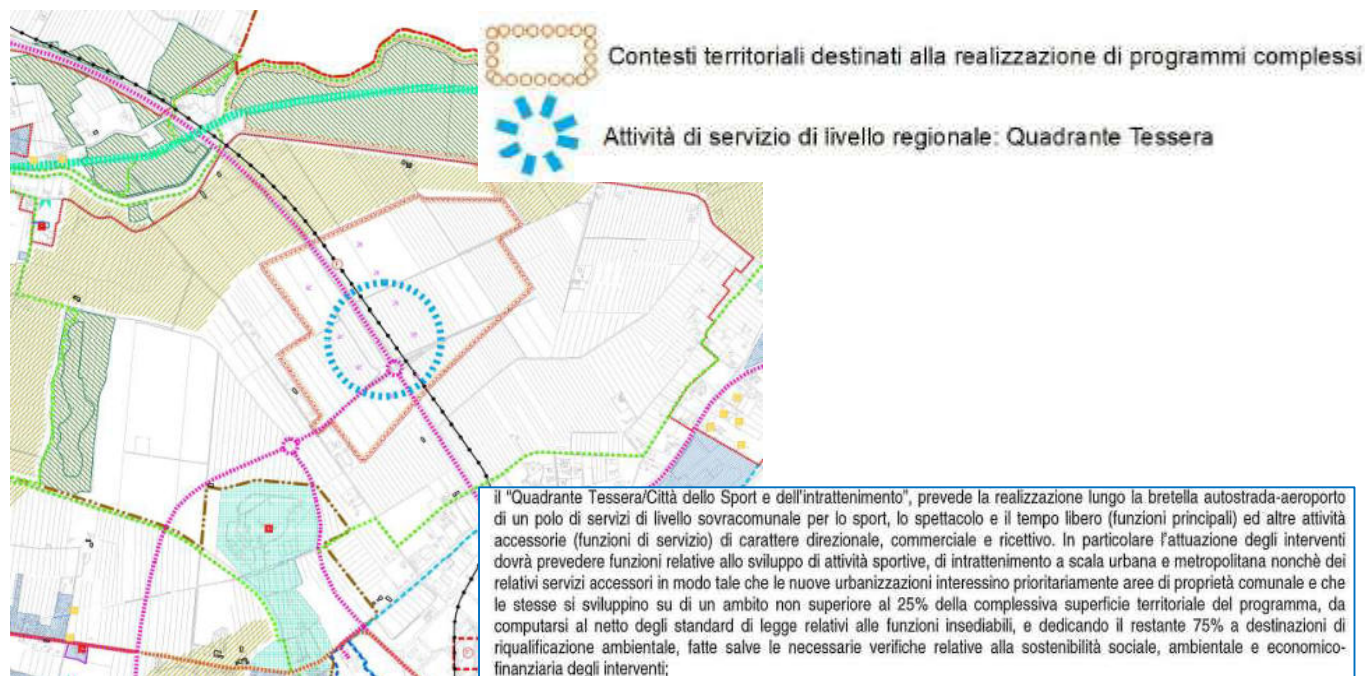 Contesti territoriali destinati alla realizzazione di programmi complessi
Attività di servizio di livello regionale: Quadrante Tessera
il "Quadrante Tessera/Città dello Sport e dell'intrattenimento", prevede la realizzazione lungo la bretella autostrada-aeroporto
di un polo di servizi di livello sovracomunale per lo sport, lo spettacolo e il tempo libero (funzioni principali) ed altre attività
accessorie (funzioni di servizio) di carattere direzionale, commerciale e ricettivo. In particolare l'attuazione degli interventi
dovrà prevedere funzioni relative allo sviluppo di attività sportive, di intrattenimento a scala urbana e metropolitana nonchè dei
relativi servizi accessori in modo tale che le nuove urbanizzazioni interessino prioritariamente aree di proprietà comunale e che
le stesse si sviluppino su di un ambito non superiore al 25% della complessiva superficie territoriale del programma, da
computarsi al netto degli standard di legge relativi alle funzioni insediabili, e dedicando il restante 75% a destinazioni di
riqualificazione ambientale, fatte salve le necessarie verifiche relative alla sostenibilità sociale, ambientale e economico-
finanziaria degli interventi;